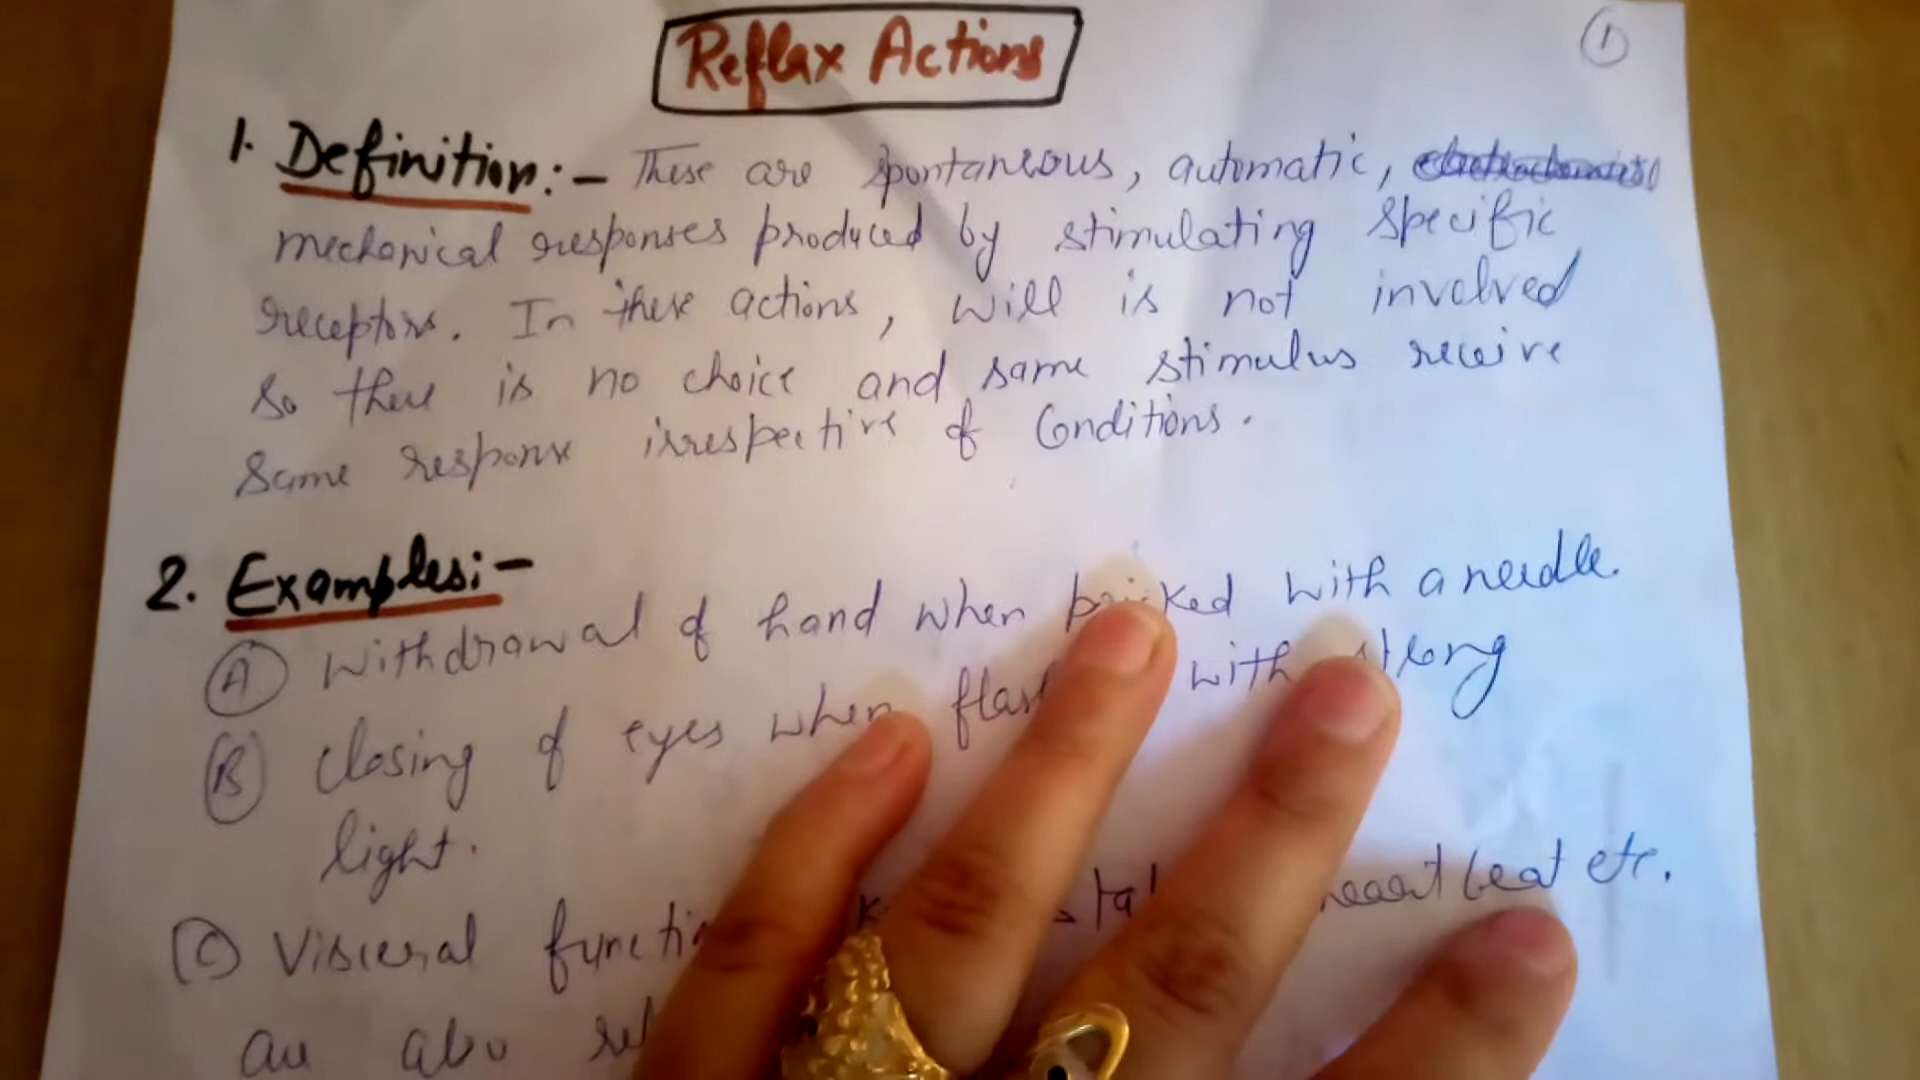 Reflax Actions
1
1. Definition:- These are spontaneous, automatic,
mechanical responses produced by stimulating specific
receptors. In these actions, will is not involved
so there is no choice and same stimulus receive
same response irrespective of Conditions.
2. Examples:-
(A) Withdrawal of hand when pricked with a needle.
(B) closing of eyes when with strong
light.
(C) Visceral heart beat etc.
are also